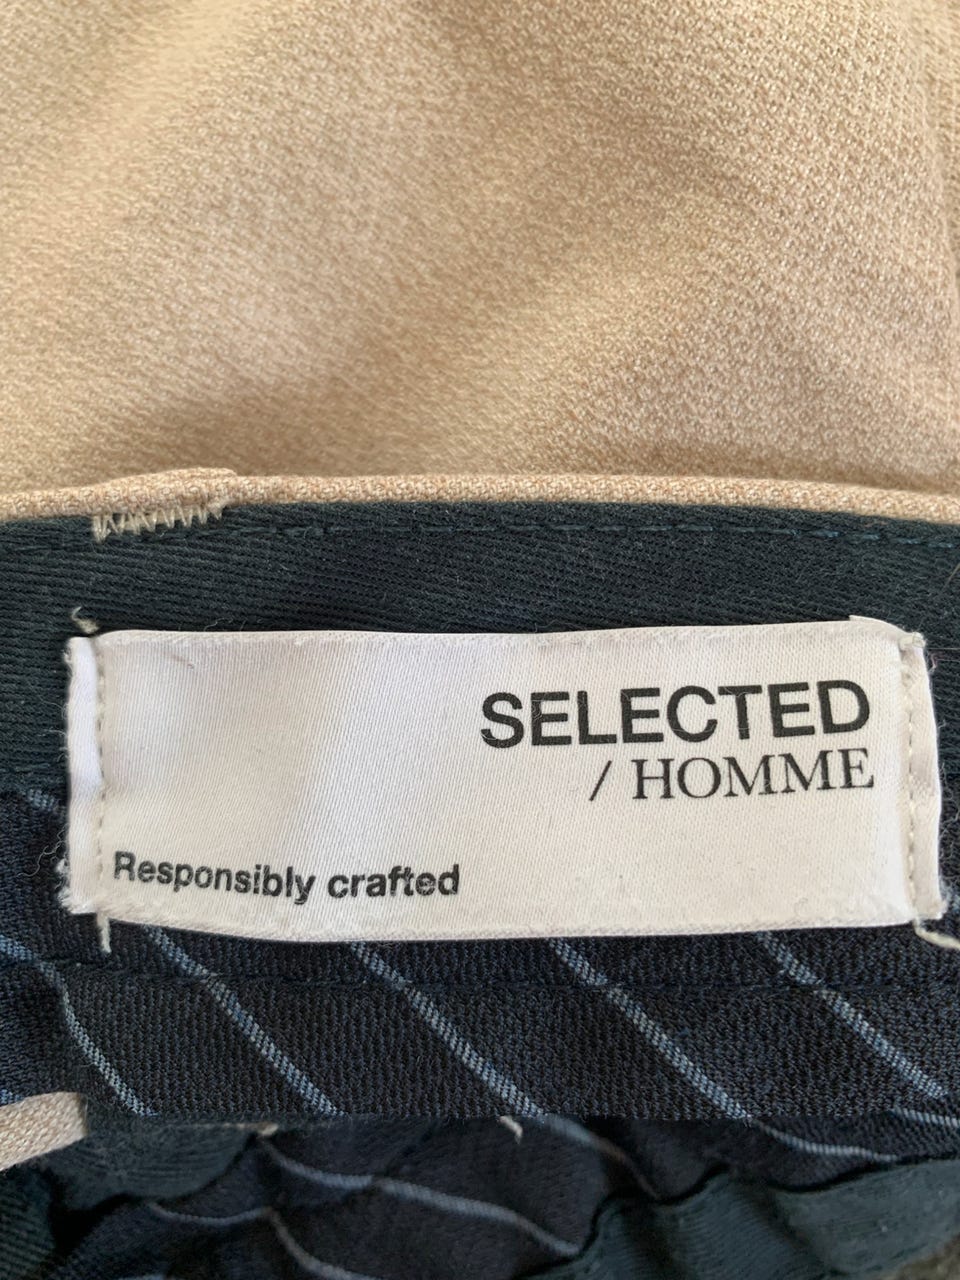 SELECTED
/ HOMME
Responsibly crafted